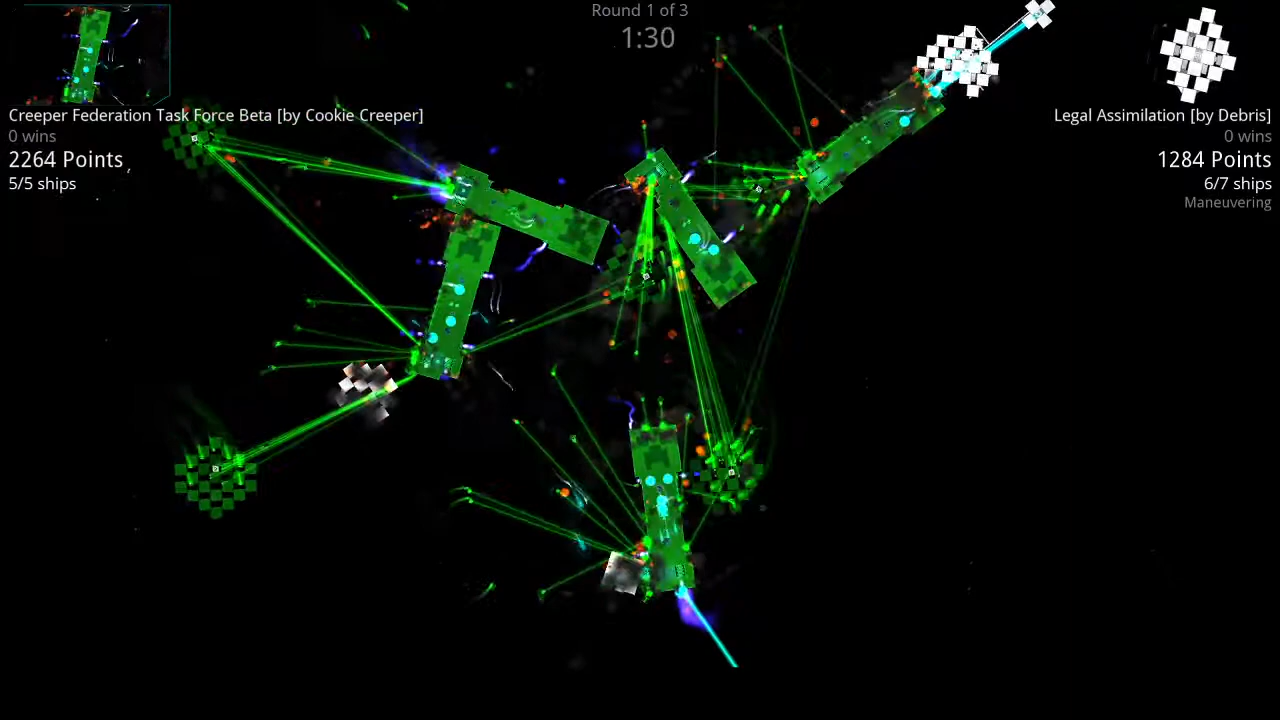 Round 1 of 3
1:30
Creeper Federation Task Force Beta [by Cookie Creeper]
0 wins
2264 Points
5/5 ships
Legal Assimilation [by Debris]
0 wins
1284 Points
6/7 ships
Maneuvering